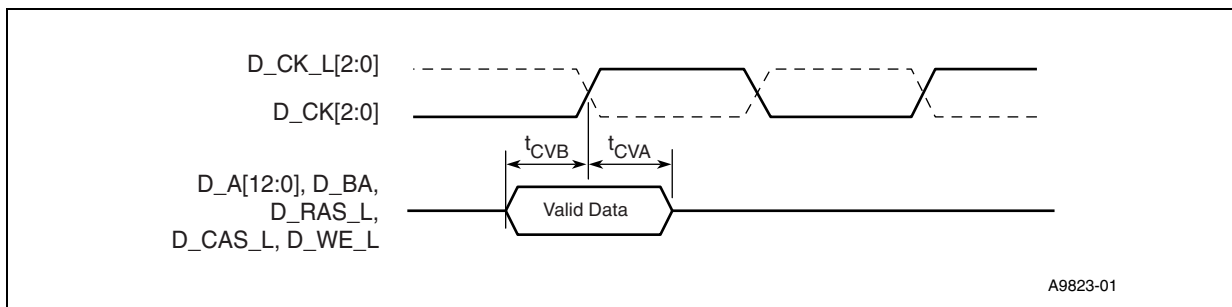 D_CK_L[2:0]
D_CK[2:0]
tCVB
tCVA
D_A[12:0], D_BA,
D_RAS_L,
D_CAS_L, D_WE_L
Valid Data
A9823-01